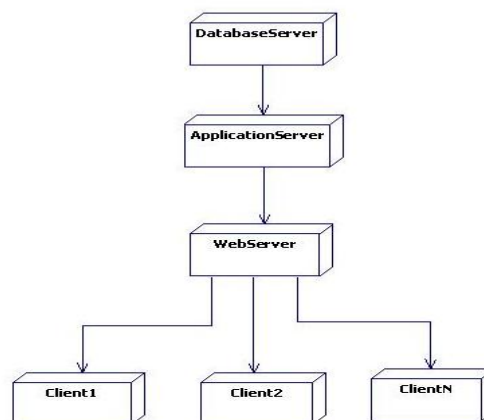 DatabaseServer
ApplicationServer
WebServer
Client1
Client2
ClientN